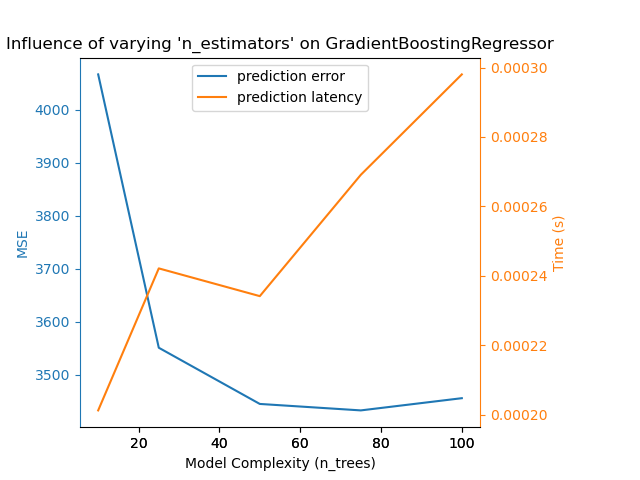 Influence of varying 'n_estimators' on GradientBoostingRegressor
prediction error
prediction latency
4000
3900
3800
3700
3600
3500
MSE
0.00030
0.00028
0.00026
0.00024
0.00022
0.00020
Time (s)
20 40 60 80 100
Model Complexity (n_trees)